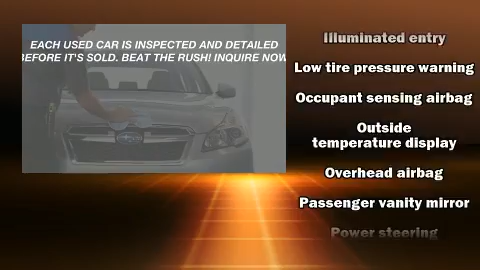 EACH USED CAR IS INSPECTED AND DETAILED
BEFORE IT'S SOLD. BEAT THE RUSH! INQUIRE NOW
Illuminated entry
Low tire pressure warning
Occupant sensing airbag
Outside
temperature display
Overhead airbag
Passenger vanity mirror
Power steering